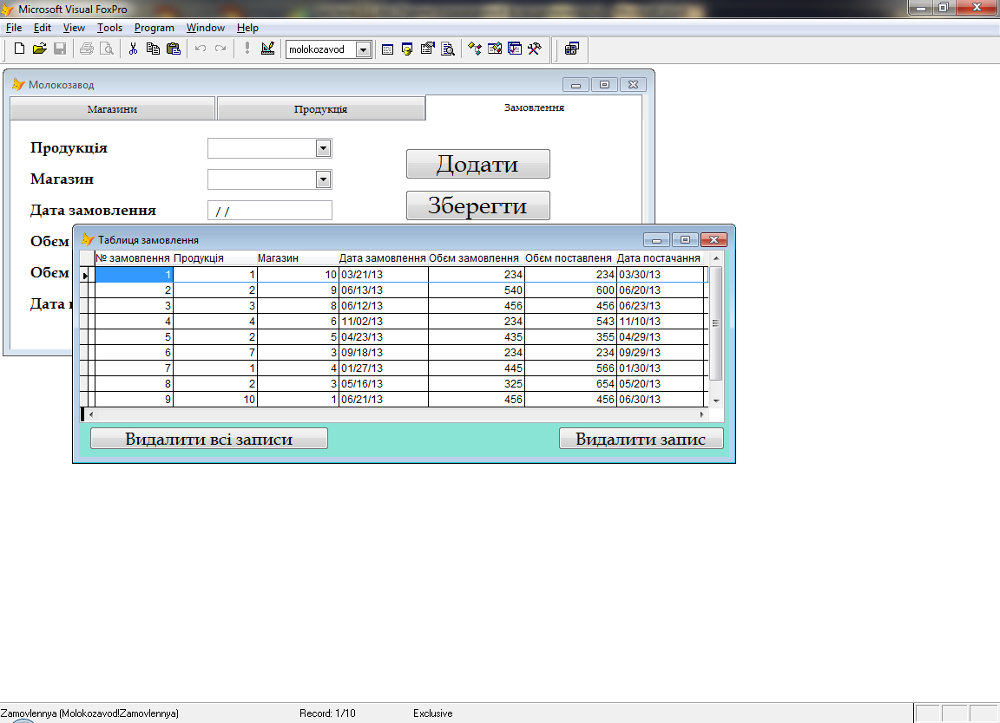 Microsoft Visual FoxPro
File Edit View Tools Program Window Help
molokozavod
Молокозавод
Магазини Продукція Замовлення
Продукція
Додати
Магазин
Дата замовлення / /
Зберегти
Обєм
Обєм
Дата
Таблиця замовлення
№ замовлення Продукція Магазин Дата замовлення Обєм замовлення Обєм поставленя Дата постачання
1 1 10 03/21/13 234 234 03/30/13
2 2 9 06/13/13 540 600 06/20/13
3 3 8 06/12/13 456 456 06/23/13
4 4 6 11/02/13 234 543 11/10/13
5 2 5 04/23/13 435 355 04/29/13
6 7 3 09/18/13 234 234 09/29/13
7 1 4 01/27/13 445 566 01/30/13
8 2 3 05/16/13 325 654 05/20/13
9 10 1 06/21/13 456 456 06/30/13
Видалити всі записи Видалити запис
Zamovlennya (Molokozavod!Zamovlennya) Record: 1/10 Exclusive